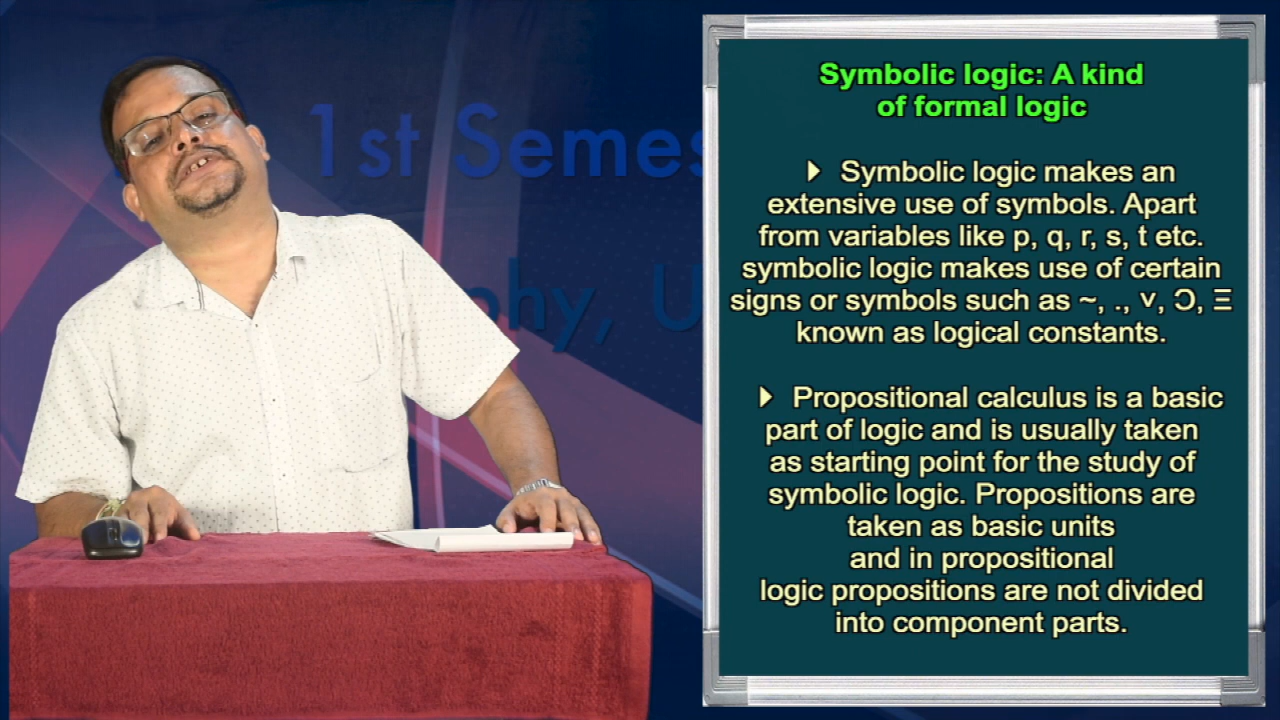 1st Semes
phy, U
Symbolic logic: A kind
of formal logic
Symbolic logic makes an
extensive use of symbols. Apart
from variables like p, q, r, s, t etc.
symbolic logic makes use of certain
signs or symbols such as ~, ., v, Ɔ, Ξ
known as logical constants.
Propositional calculus is a basic
part of logic and is usually taken
as starting point for the study of
symbolic logic. Propositions are
taken as basic units
and in propositional
logic propositions are not divided
into component parts.